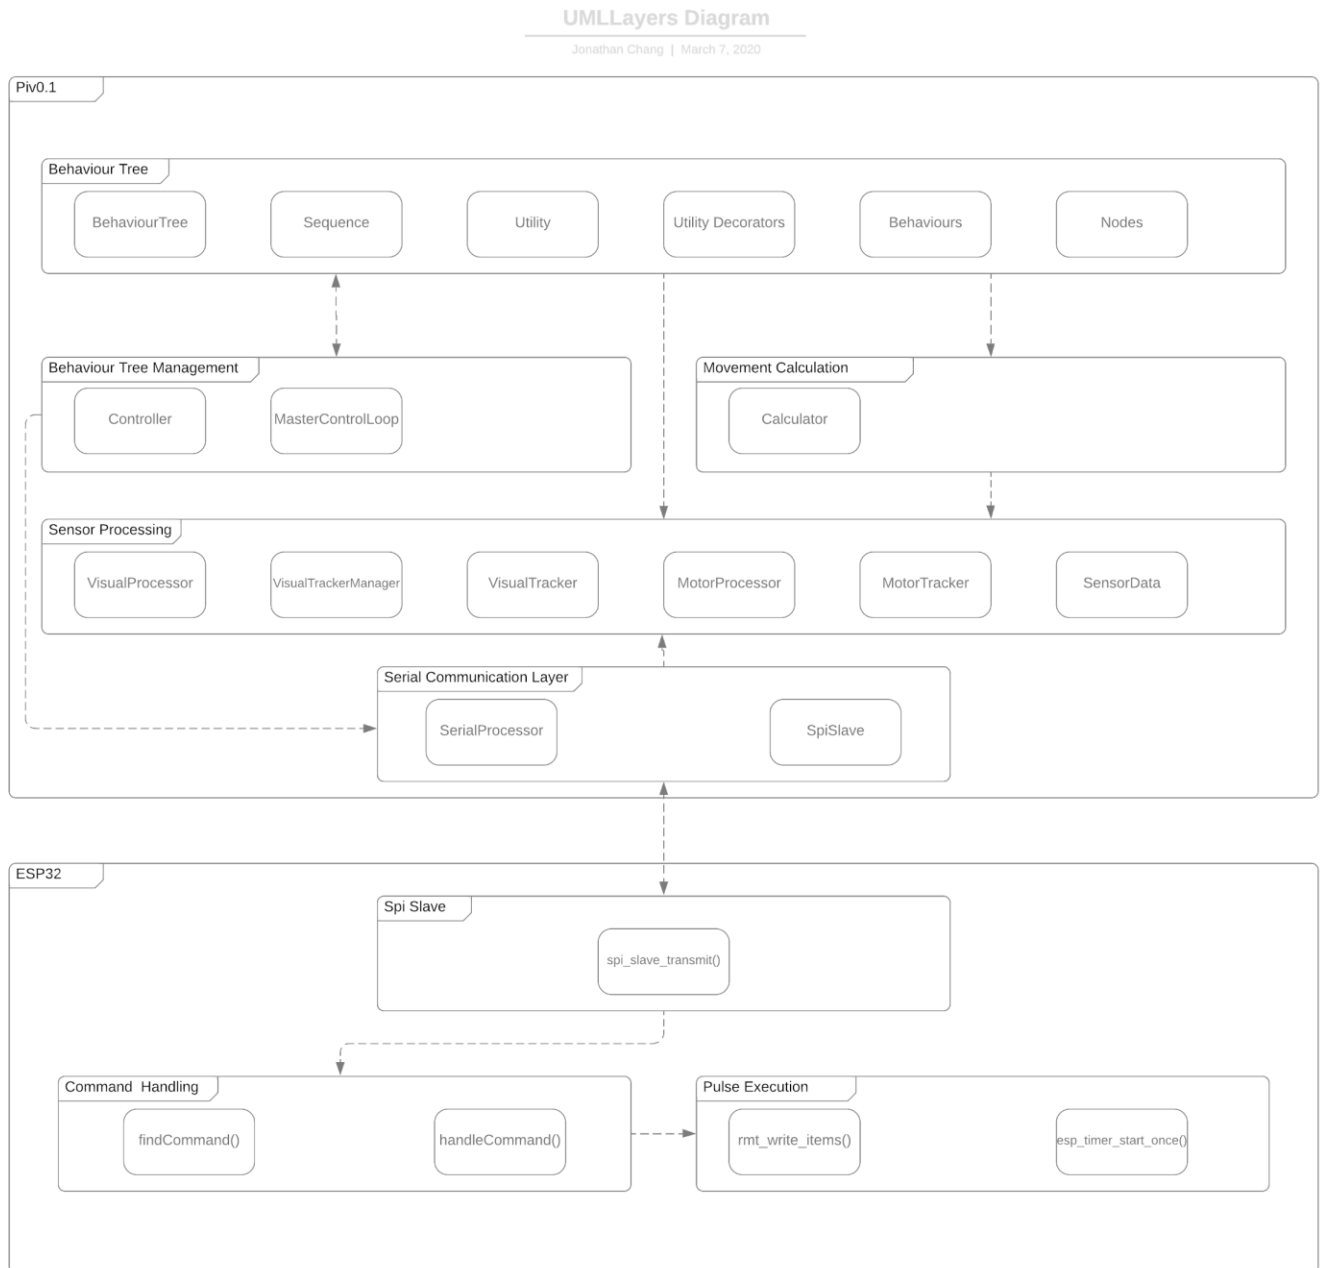 UMLLayers Diagram
Jonathan Chang | March 7, 2020
Piv0.1
Behaviour Tree
BehaviourTree
Sequence
Utility
Utility Decorators
Behaviours
Nodes
Behaviour Tree Management
Controller
MasterControlLoop
Movement Calculation
Calculator
Sensor Processing
VisualProcessor
VisualTrackerManager
VisualTracker
MotorProcessor
MotorTracker
SensorData
Serial Communication Layer
SerialProcessor
SpiSlave
ESP32
Spi Slave
spi_slave_transmit()
Command  Handling
findCommand()
handleCommand()
Pulse Execution
rmt_write_items()
esp_timer_start_once()